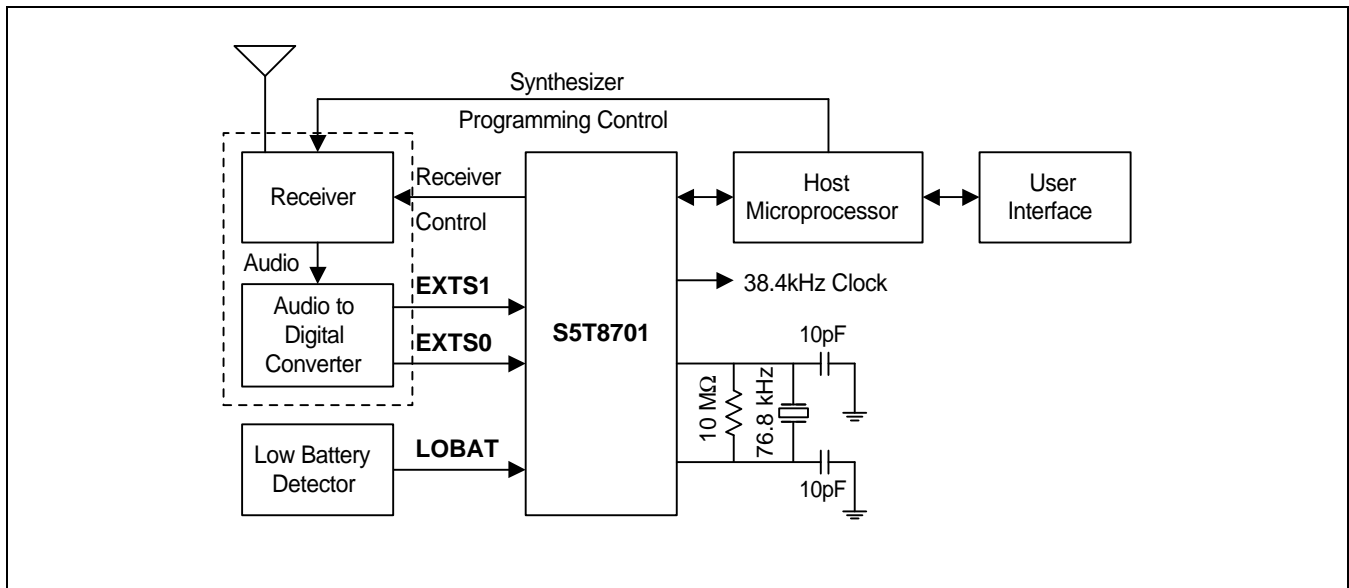 Synthesizer
Programming Control
Receiver
Receiver
Control
Host
Microprocessor
User
Interface
Audio
Audio to
Digital
Converter
EXTS1
EXTS0
S5T8701
38.4kHz Clock
10pF
10 MΩ
76.8 kHz
10pF
Low Battery
Detector
LOBAT